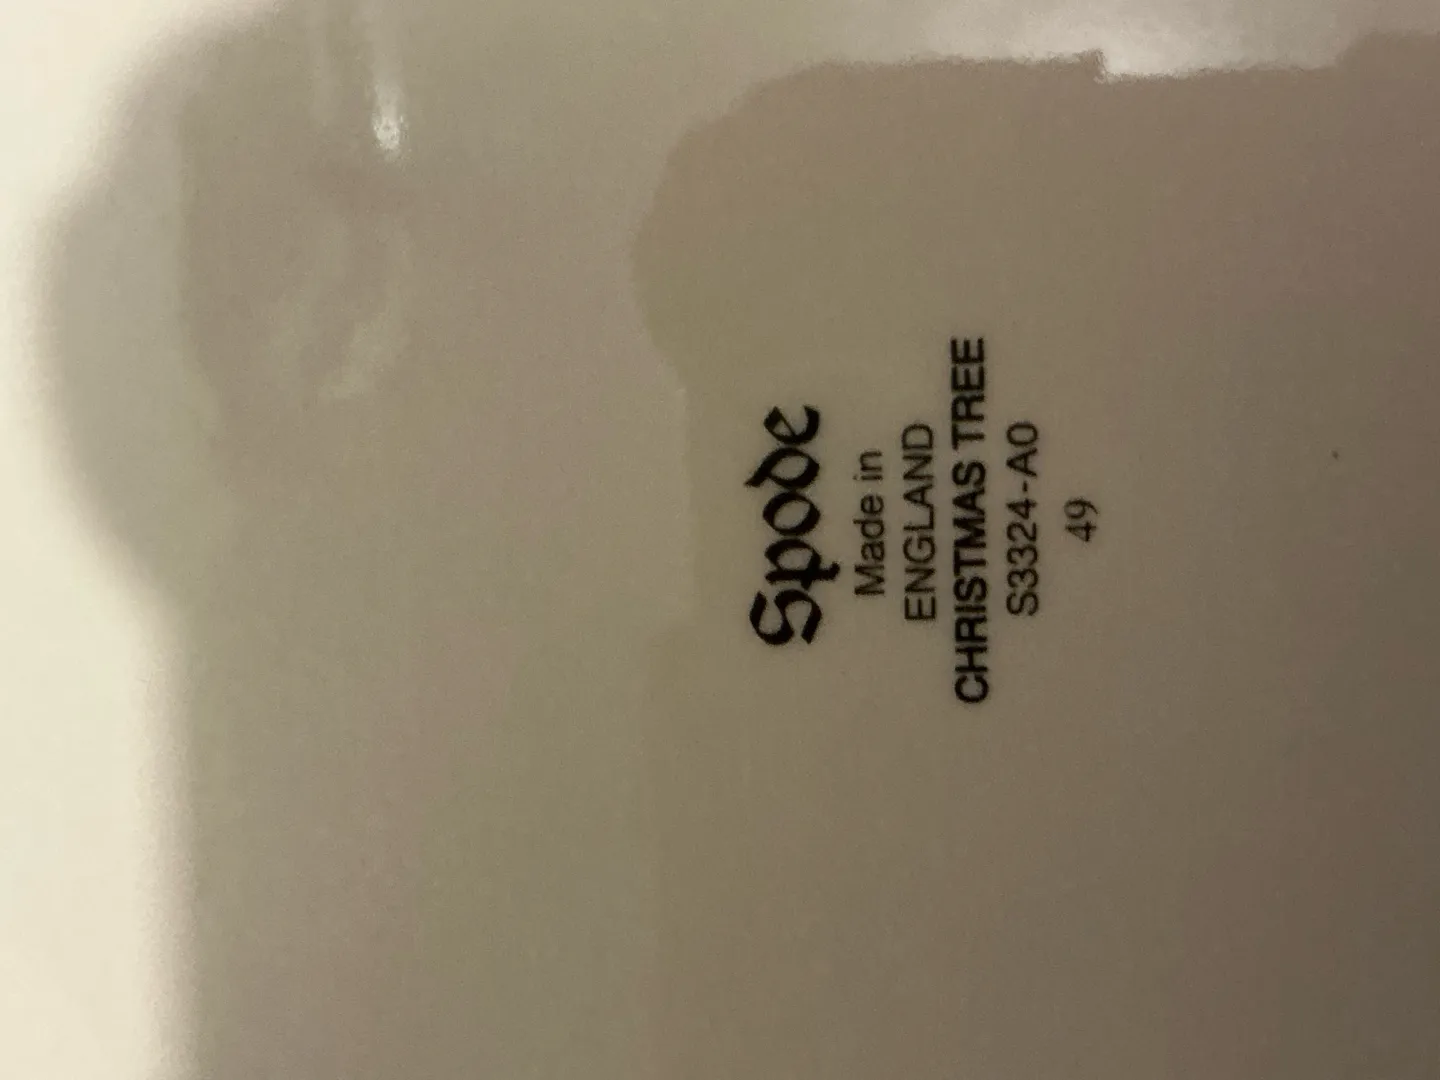 Spode
Made in
ENGLAND
CHRISTMAS TREE
S3324-A0
49